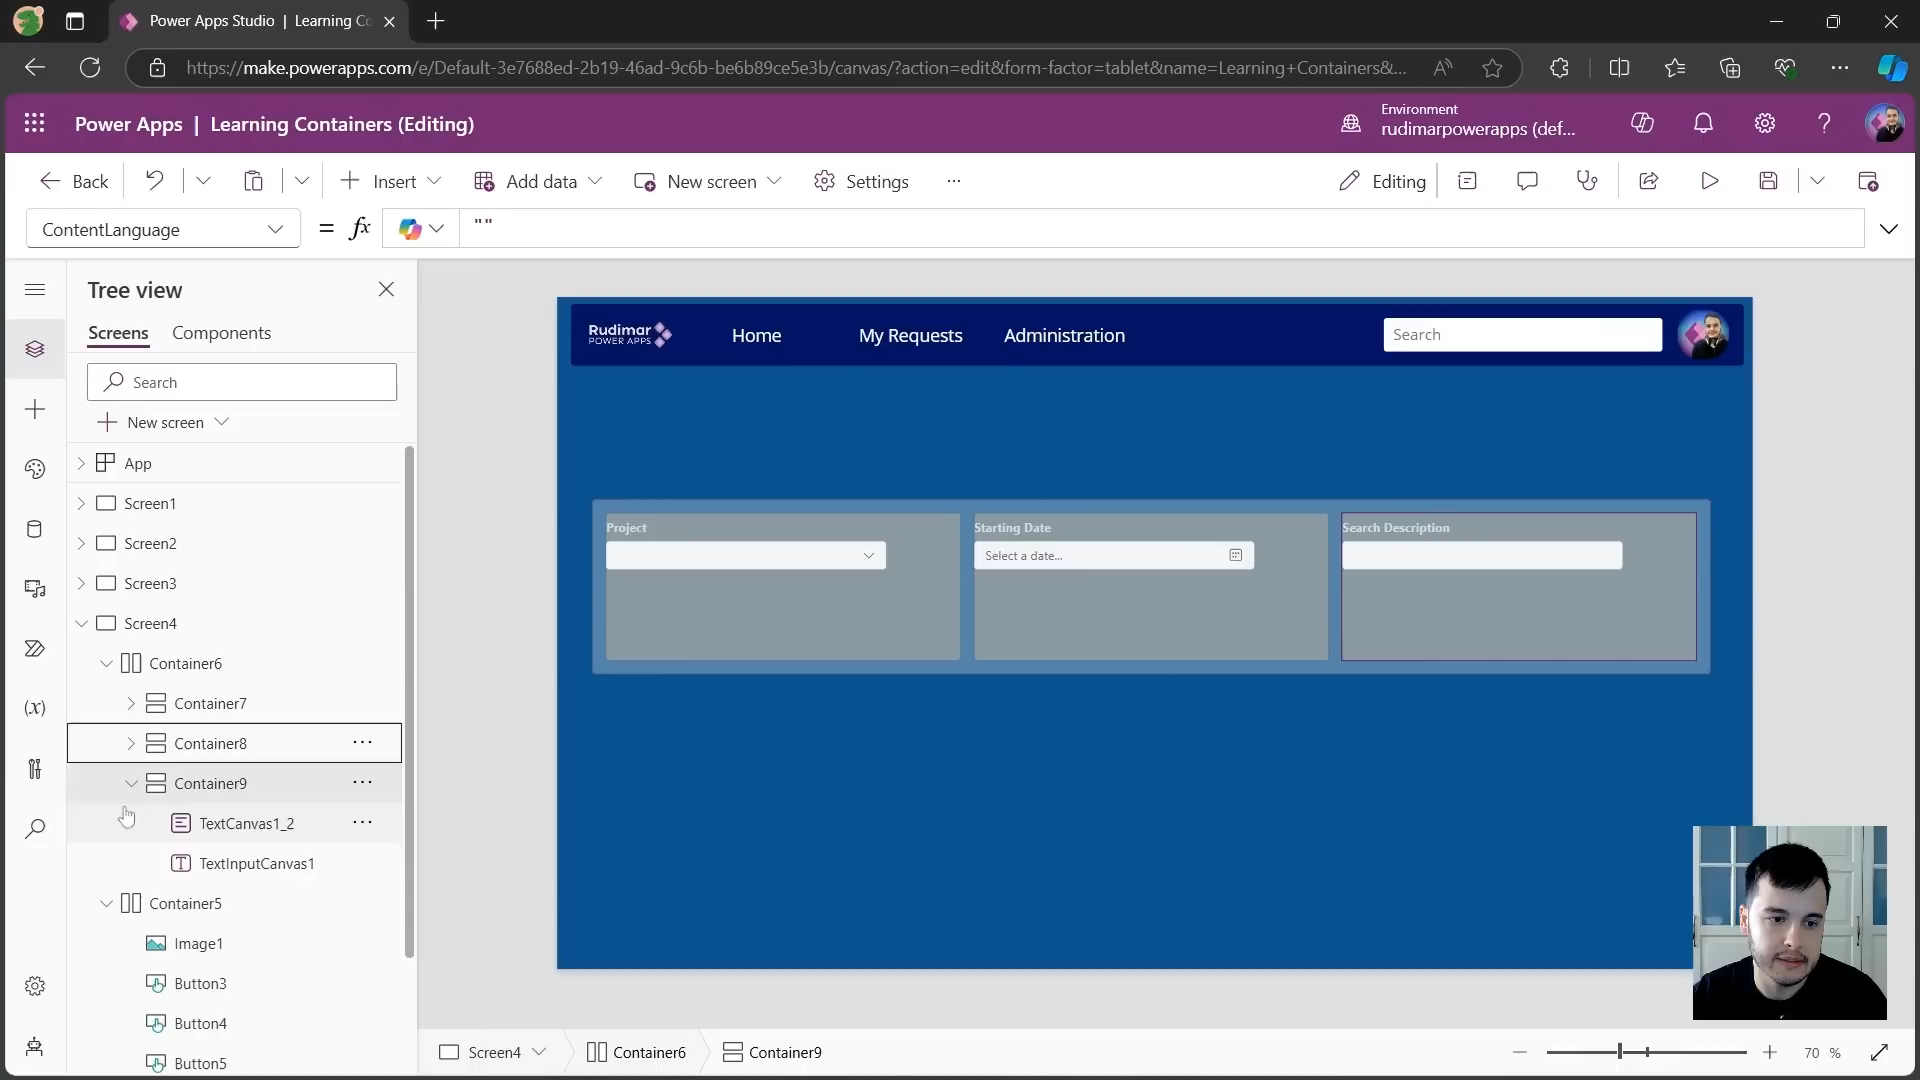 Power Apps Studio | Learning Co
https://make.powerapps.com/e/Default-3e7688ed-2b19-46ad-9c6b-be6b89ce5e3b/canvas/?action=edit&form-factor=tablet&name=Learning+Containers&...
Power Apps | Learning Containers (Editing)
Environment
rudimarpowerapps (def...
Back
Insert
Add data
New screen
Settings
...
Editing
ContentLanguage
= fx
""
Tree view
Screens
Components
Search
New screen
App
Screen1
Screen2
Screen3
Screen4
Container6
Container7
Container8
Container9
TextCanvas1_2
TextInputCanvas1
Container5
Image1
Button3
Button4
Button5
Rudimar
POWER APPS
Home
My Requests
Administration
Search
Project
Starting Date
Search Description
Select a date...
Screen4
Container6
Container9
70 %